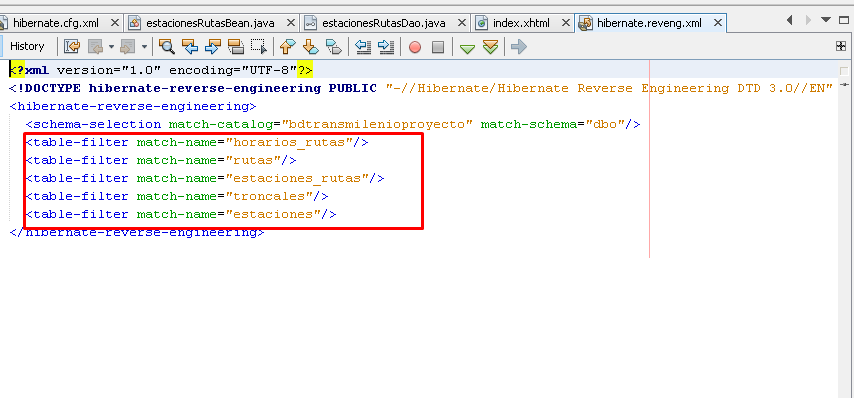 hibernate.cfg.xml estacionesRutasBean.java estacionesRutasDao.java index.xhtml hibernate.reveng.xml
History
<?xml version="1.0" encoding="UTF-8"?>
<!DOCTYPE hibernate-reverse-engineering PUBLIC "-//Hibernate/Hibernate Reverse Engineering DTD 3.0//EN"
<hibernate-reverse-engineering>
<schema-selection match-catalog="bdtransmilenioproyecto" match-schema="dbo"/>
<table-filter match-name="horarios_rutas"/>
<table-filter match-name="rutas"/>
<table-filter match-name="estaciones_rutas"/>
<table-filter match-name="troncales"/>
<table-filter match-name="estaciones"/>
</hibernate-reverse-engineering>